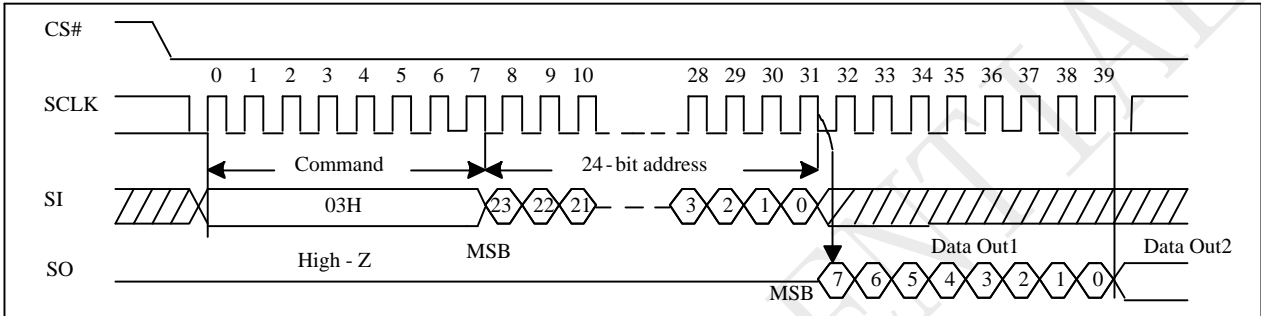 CS#
0 1 2 3 4 5 6 7 8 9 10 28 29 30 31 32 33 34 35 36 37 38 39
SCLK
Command 24-bit address
SI 03H 23 22 21 3 2 1 0
MSB
High - Z
Data Out1 Data Out2
SO
MSB 7 6 5 4 3 2 1 0
ENTIAL